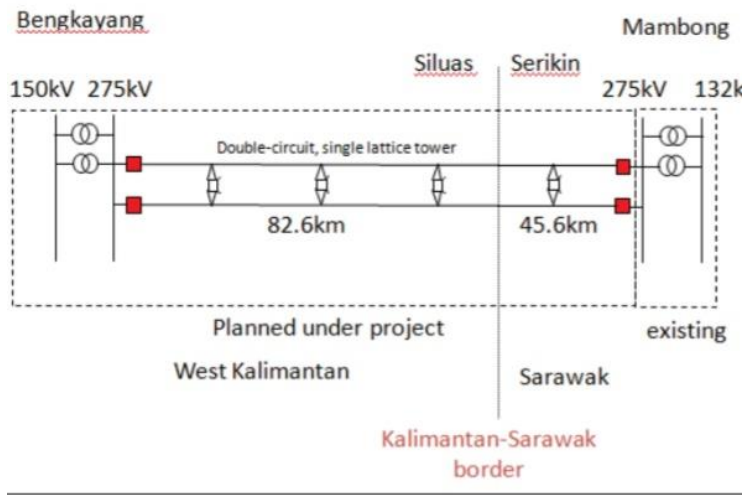 Bengkayang
Mambong
Siluas Serikin
150kV 275kV 275kV 132k
Double-circuit, single lattice tower
82.6km 45.6km
Planned under project existing
West Kalimantan Sarawak
Kalimantan-Sarawak
border